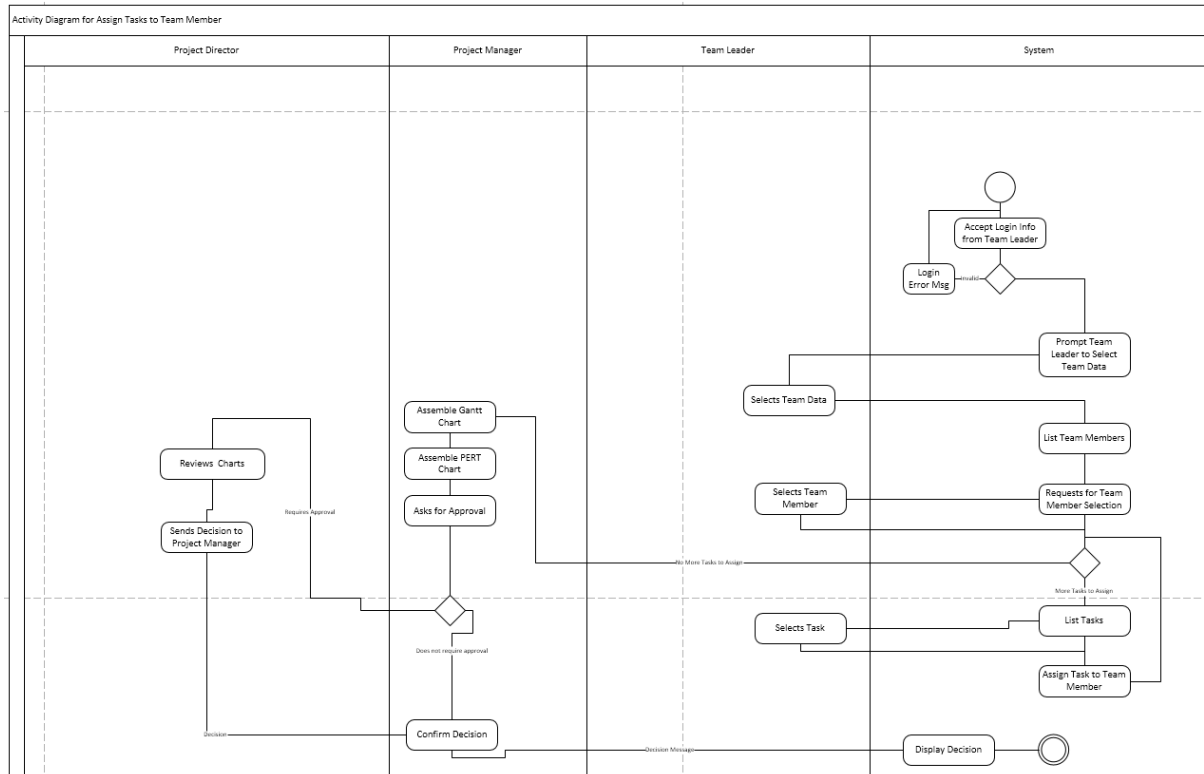 Activity Diagram for Assign Tasks to Team Member
Project Director
Project Manager
Team Leader
System
Accept Login Info
from Team Leader
Login
Error Msg
invalid
Prompt Team
Leader to Select
Team Data
Selects Team Data
Assemble Gantt
Chart
List Team Members
Reviews Charts
Assemble PERT
Chart
Selects Team
Member
Requests for Team
Member Selection
Asks for Approval
Requires Approval
Sends Decision to
Project Manager
No More Tasks to Assign
More Tasks to Assign
Selects Task
List Tasks
Does not require approval
Assign Task to Team
Member
Decision
Confirm Decision
Decision Message
Display Decision